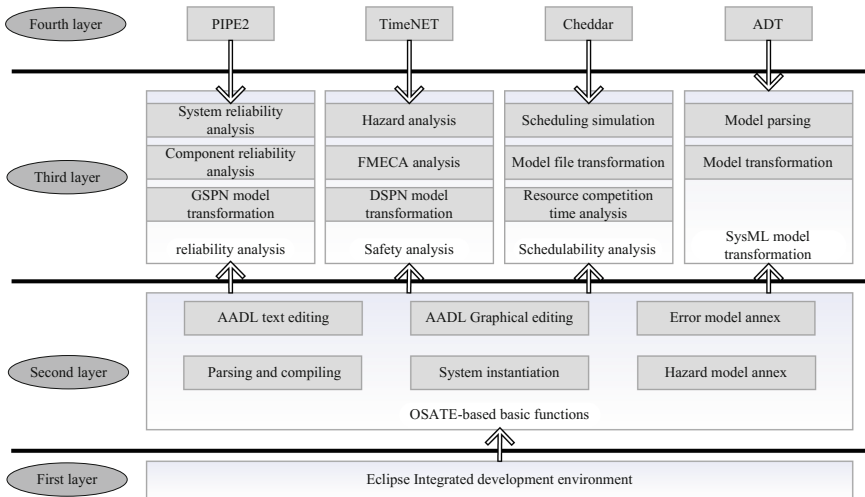 Fourth layer
PIPE2
TimeNET
Cheddar
ADT
Third layer
System reliability
analysis
Component reliability
analysis
GSPN model
transformation
reliability analysis
Hazard analysis
FMECA analysis
DSPN model
transformation
Safety analysis
Scheduling simulation
Model file transformation
Resource competition
time analysis
Schedulability analysis
Model parsing
Model transformation
SysML model
transformation
Second layer
AADL text editing
AADL Graphical editing
Error model annex
Parsing and compiling
System instantiation
Hazard model annex
OSATE-based basic functions
First layer
Eclipse Integrated development environment